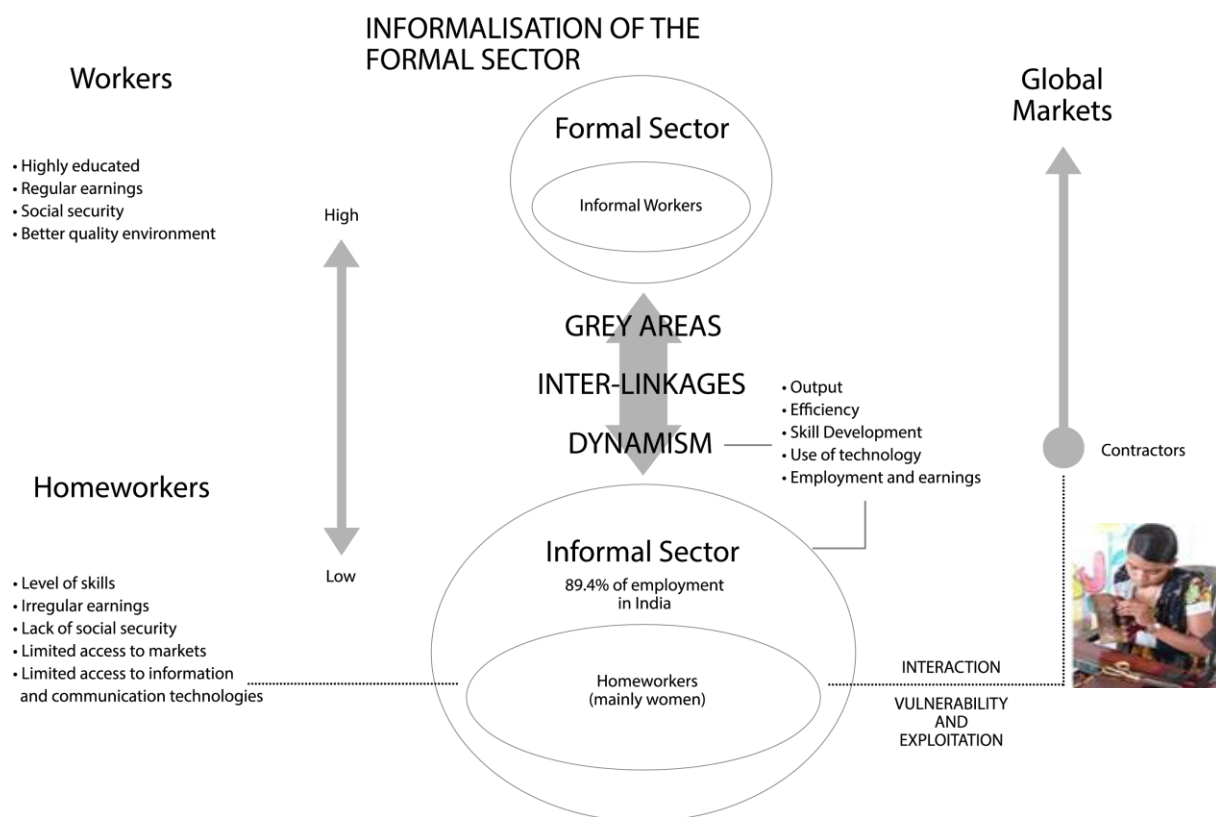 INFORMALISATION OF THE
FORMAL SECTOR
Workers
• Highly educated
• Regular earnings
• Social security
• Better quality environment
High
Low
Homeworkers
• Level of skills
• Irregular earnings
• Lack of social security
• Limited access to markets
• Limited access to information
and communication technologies
Formal Sector
Informal Workers
GREY AREAS
INTER-LINKAGES
DYNAMISM
• Output
• Efficiency
• Skill Development
• Use of technology
• Employment and earnings
Informal Sector
89.4% of employment
in India
Homeworkers
(mainly women)
Global
Markets
Contractors
INTERACTION
VULNERABILITY
AND
EXPLOITATION